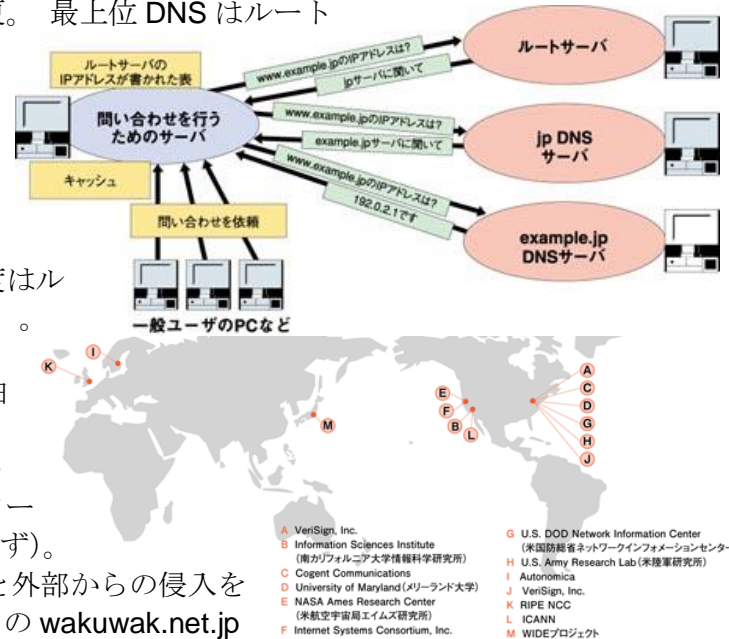 。 最上位 DNS はルート
ルートサーバの
IPアドレスが書かれた表
www.example.jpのIPアドレスは?
jpサーバに聞いて
ルートサーバ
問い合わせを行う
ためのサーバ
www.example.jpのIPアドレスは?
example.jpサーバに聞いて
jp DNS
サーバ
キャッシュ
www.example.jpのIPアドレスは?
192.0.2.1です
問い合わせを依頼
example.jp
DNSサーバ
はル
一般ユーザのPCなど
。
I
K
E
F
B
L
M
A
C
D
G
H
J
ー
ず)。
と外部からの侵入を
の wakuwak.net.jp
A VeriSign, Inc.
B Information Sciences Institute
(南カリフォルニア大学情報科学研究所)
C Cogent Communications
D University of Maryland(メリーランド大学)
E NASA Ames Research Center
(米航空宇宙局エイムズ研究所)
F Internet Systems Consortium, Inc.
G U.S. DOD Network Information Center
(米国防総省ネットワークインフォメーションセンター
H U.S. Army Research Lab(米陸軍研究所)
I Autonomica
J VeriSign, Inc.
K RIPE NCC
L ICANN
M WIDEプロジェクト